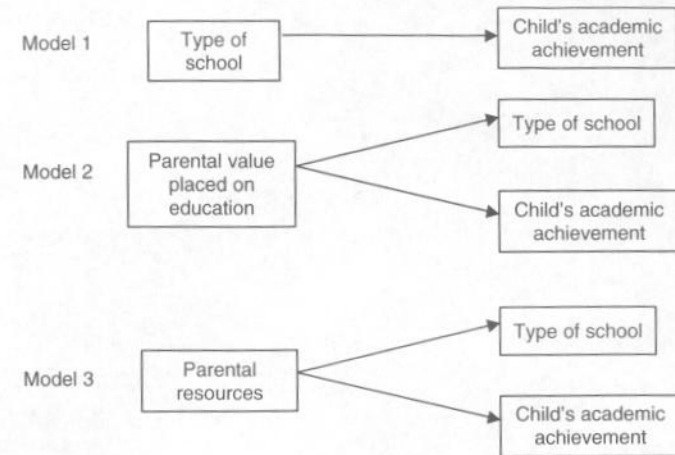 Model 1
Type of
school
Child's academic
achievement
Model 2
Parental value
placed on
education
Type of school
Child's academic
achievement
Model 3
Parental
resources
Type of school
Child's academic
achievement